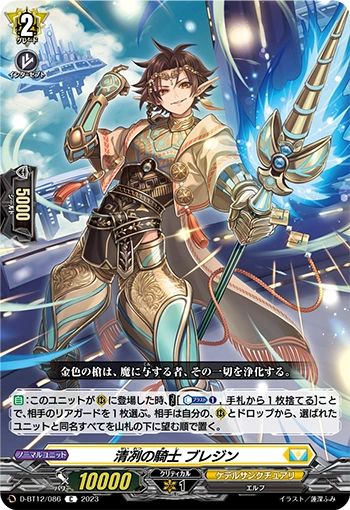 2
グレード
インターセプト
シールド
5000
金色の槍は、魔に与する者、その一切を浄化する。
自：このユニットがRに登場した時、【ブラスト1、手札から1枚捨てる】ことで、相手のリアガードを1枚選ぶ。相手は自分の、Rとドロップから、選ばれた
ユニットと同名すべてを山札の下に望む順で置く。
ノーマルユニット
清冽の騎士 ブレジン
パワー
10000
クリティカル
1
ケテルサンクチュアリ
エルフ
D-BT12/086 C 2023
イラスト/蓮深ふみ